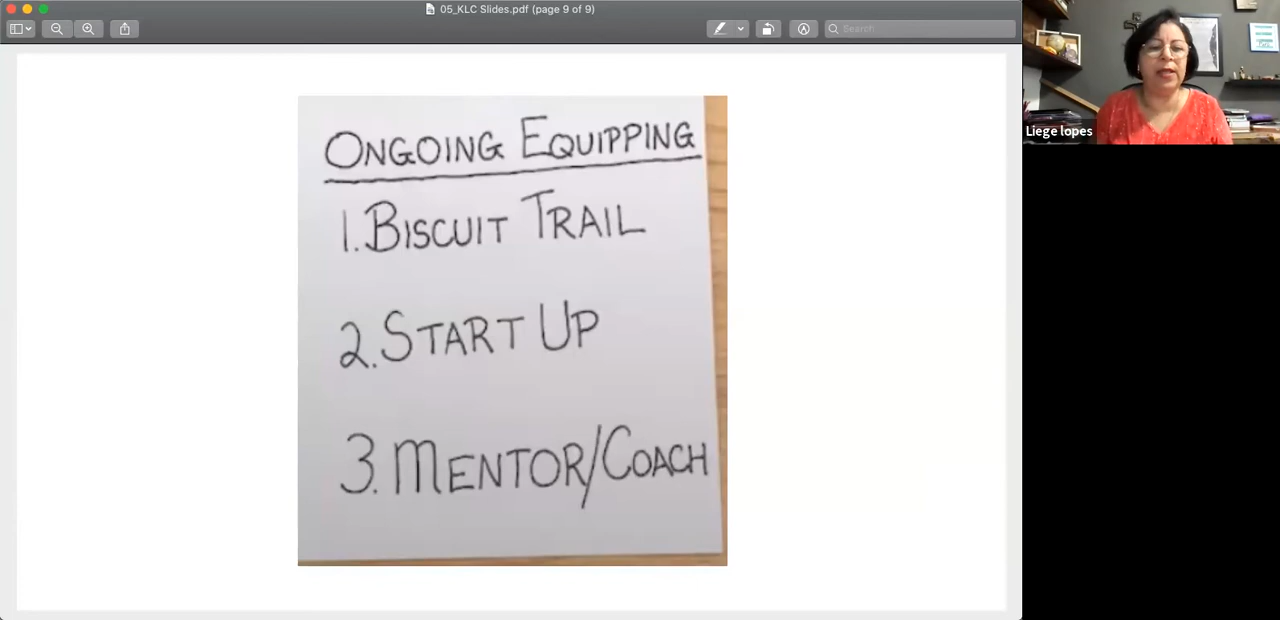 05_KLC Slides.pdf (page 9 of 9)
Search
ONGOING EQUIPPING
1. BISCUIT TRAIL
2. START UP
3. MENTOR/COACH
Liege lopes